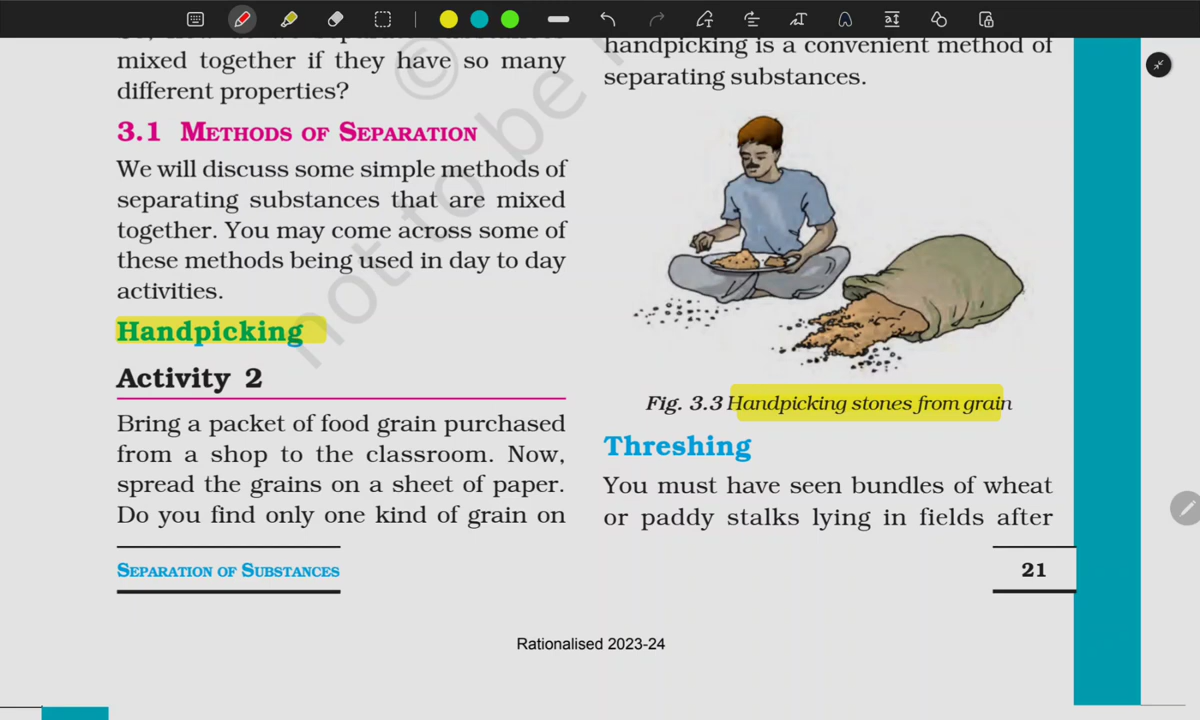 mixed together if they have so many
different properties?
3.1 METHODS OF SEPARATION
We will discuss some simple methods of
separating substances that are mixed
together. You may come across some of
these methods being used in day to day
activities.
Handpicking
Activity 2
Bring a packet of food grain purchased
from a shop to the classroom. Now,
spread the grains on a sheet of paper.
Do you find only one kind of grain on
handpicking is a convenient method of
separating substances.
Fig. 3.3 Handpicking stones from grain
Threshing
You must have seen bundles of wheat
or paddy stalks lying in fields after
SEPARATION OF SUBSTANCES
21
Rationalised 2023-24
©
not to be